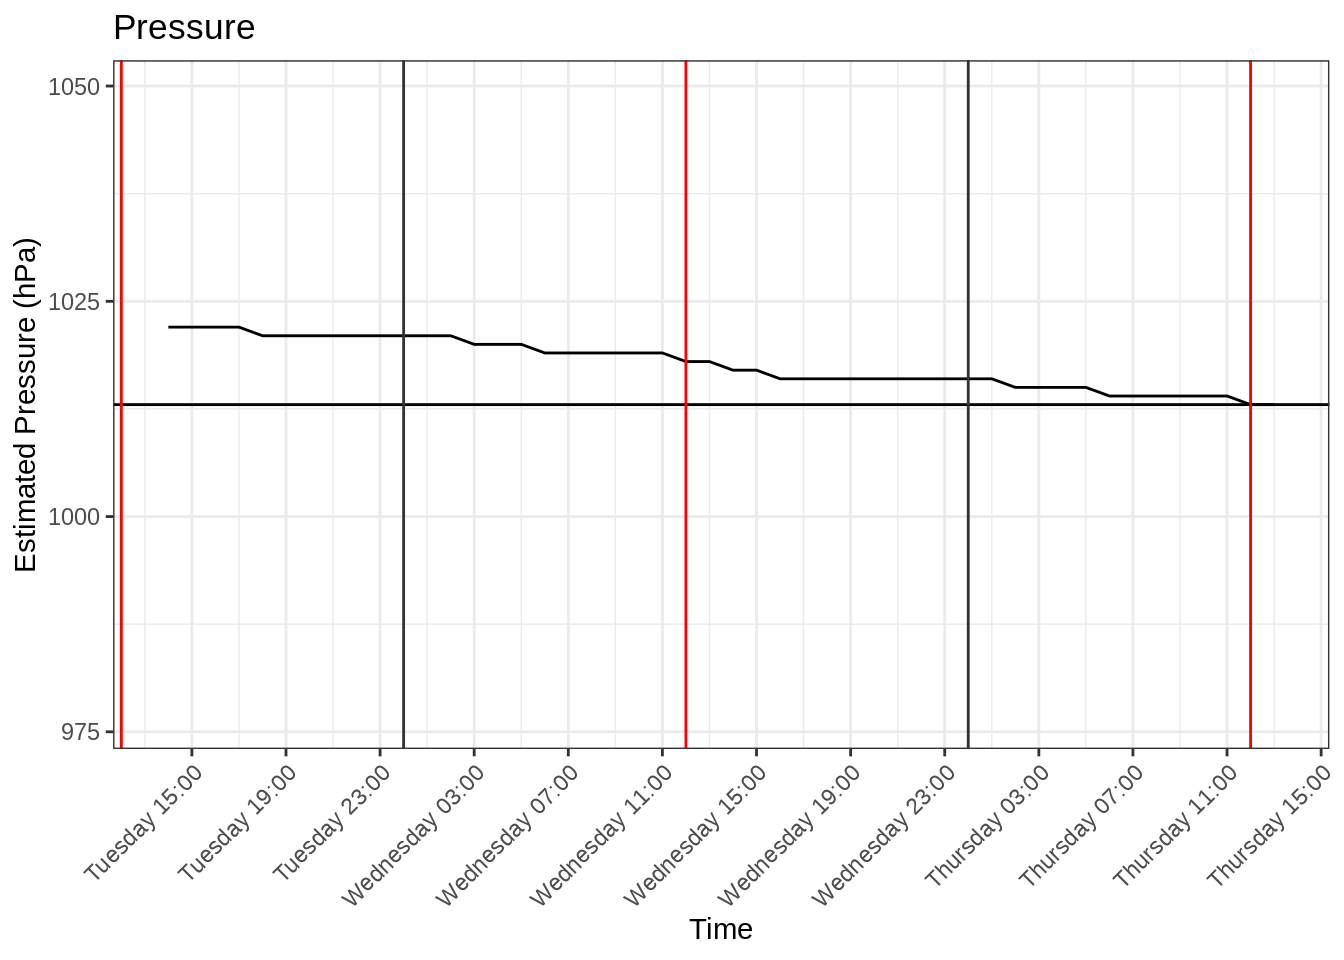 Pressure
Estimated Pressure (hPa)
1050
1025
1000
975
Tuesday 15:00
Tuesday 19:00
Tuesday 23:00
Wednesday 03:00
Wednesday 07:00
Wednesday 11:00
Wednesday 15:00
Wednesday 19:00
Wednesday 23:00
Thursday 03:00
Thursday 07:00
Thursday 11:00
Thursday 15:00
Time